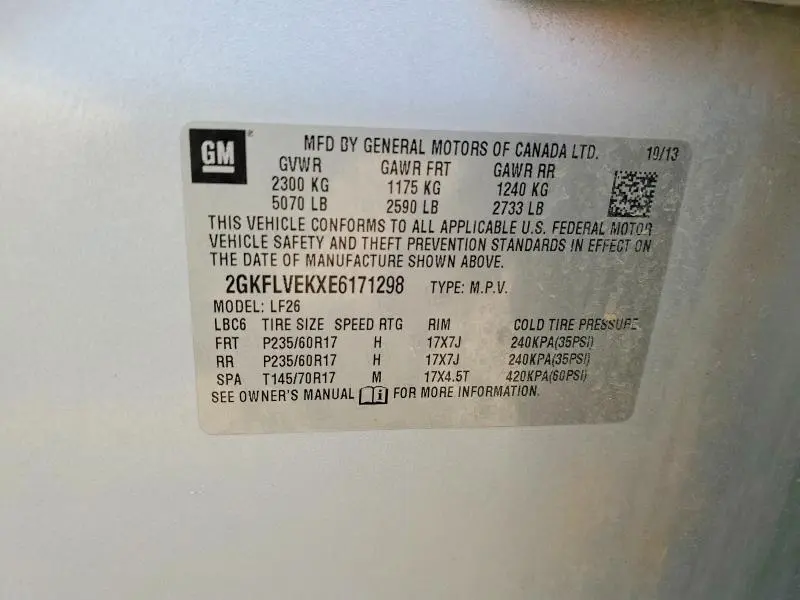 GM MFD BY GENERAL MOTORS OF CANADA LTD. 10/13
GVWR GAWR FRT GAWR RR
2300 KG 1175 KG 1240 KG
5070 LB 2590 LB 2733 LB
THIS VEHICLE CONFORMS TO ALL APPLICABLE U.S. FEDERAL MOTOR
VEHICLE SAFETY AND THEFT PREVENTION STANDARDS IN EFFECT ON
THE DATE OF MANUFACTURE SHOWN ABOVE.
2GKFLVEKXE6171298 TYPE: M.P.V.
MODEL: LF26
LBC6 TIRE SIZE SPEED RTG RIM COLD TIRE PRESSURE
FRT P235/60R17 H 17X7J 240KPA(35PSI)
RR P235/60R17 H 17X7J 240KPA(35PSI)
SPA T145/70R17 M 17X4.5T 420KPA(60PSI)
SEE OWNER'S MANUAL FOR MORE INFORMATION.